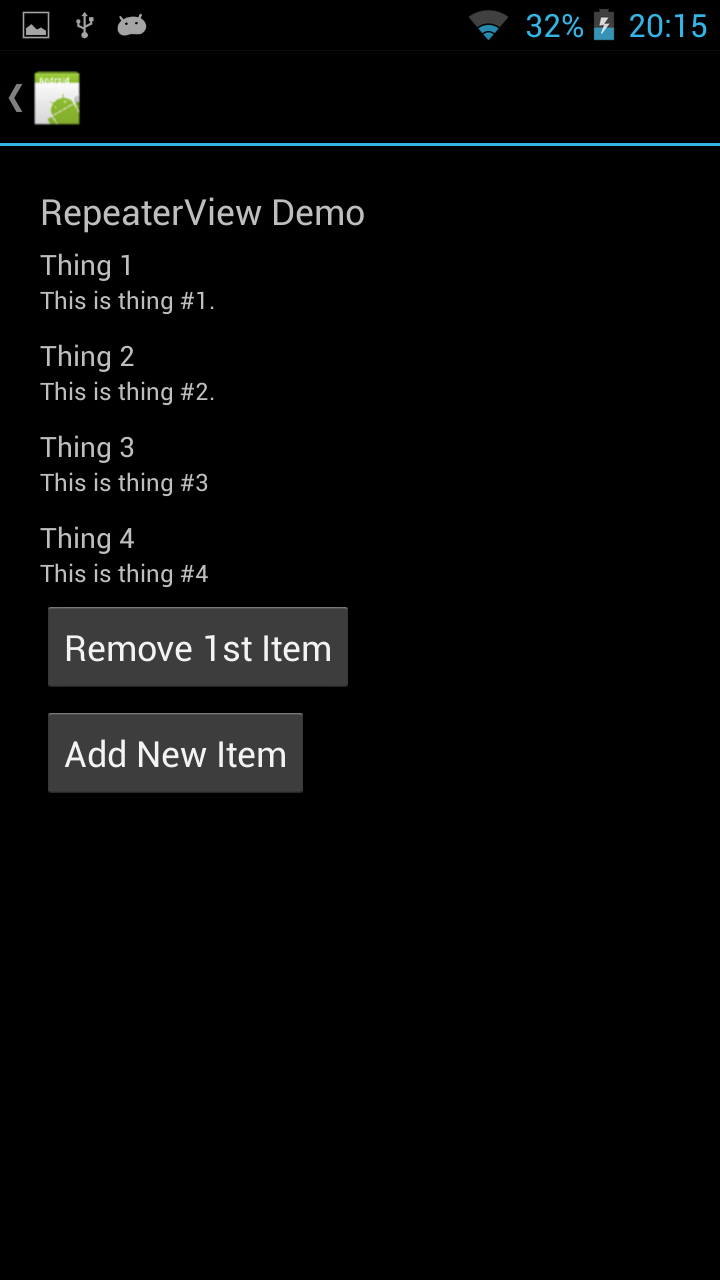 32% 20:15
Android
RepeaterView Demo
Thing 1
This is thing #1.
Thing 2
This is thing #2.
Thing 3
This is thing #3
Thing 4
This is thing #4
Remove 1st Item
Add New Item